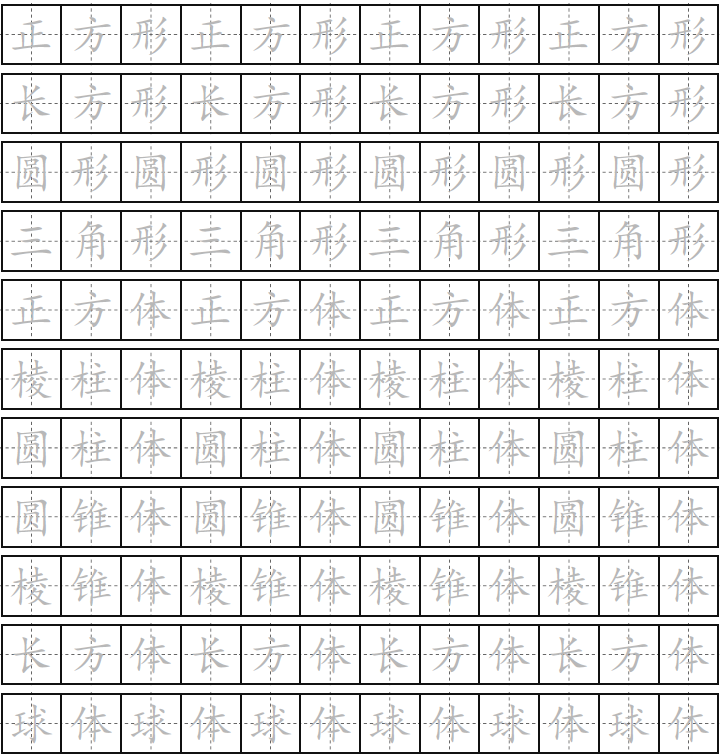 正方形正方形正方形正方形
长方形长方形长方形长方形
圆形圆形圆形圆形圆形圆形
三角形三角形三角形三角形
正方体正方体正方体正方体
棱柱体棱柱体棱柱体棱柱体
圆柱体圆柱体圆柱体圆柱体
圆锥体圆锥体圆锥体圆锥体
棱锥体棱锥体棱锥体棱锥体
长方体长方体长方体长方体
球体球体球体球体球体球体